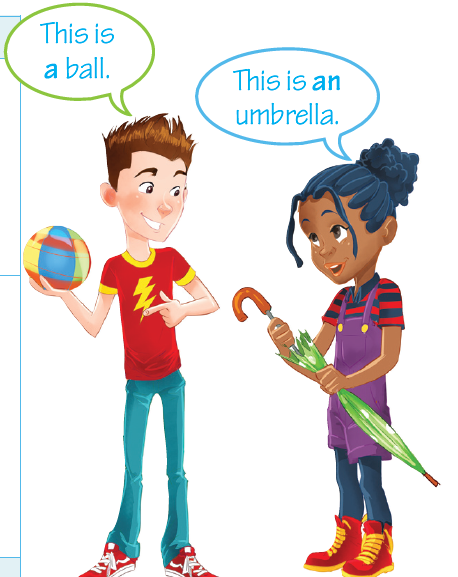 This is
a ball.
This is an
umbrella.